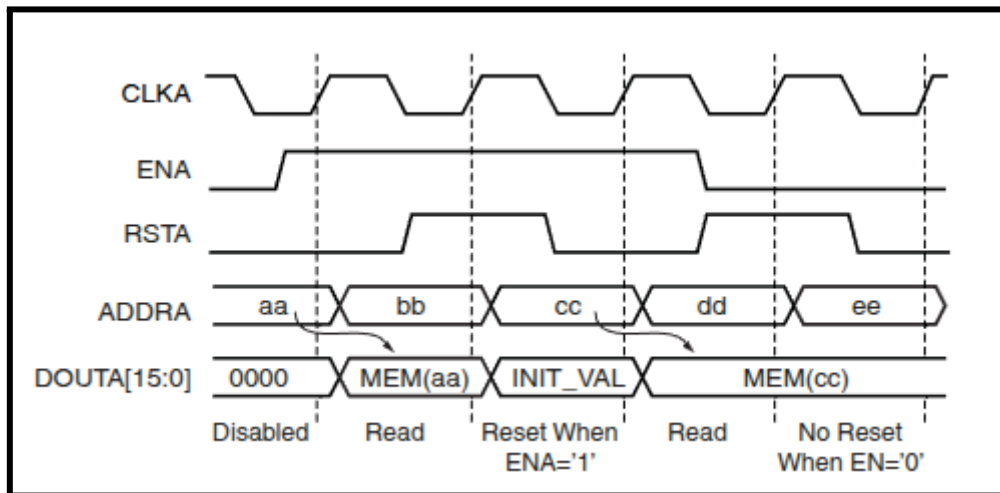 CLKA
ENA
RSTA
ADDRA aa bb cc dd ee
DOUTA[15:0] 0000 MEM(aa) INIT_VAL MEM(cc)
Disabled Read Reset When Read No Reset
ENA='1' When EN='0'